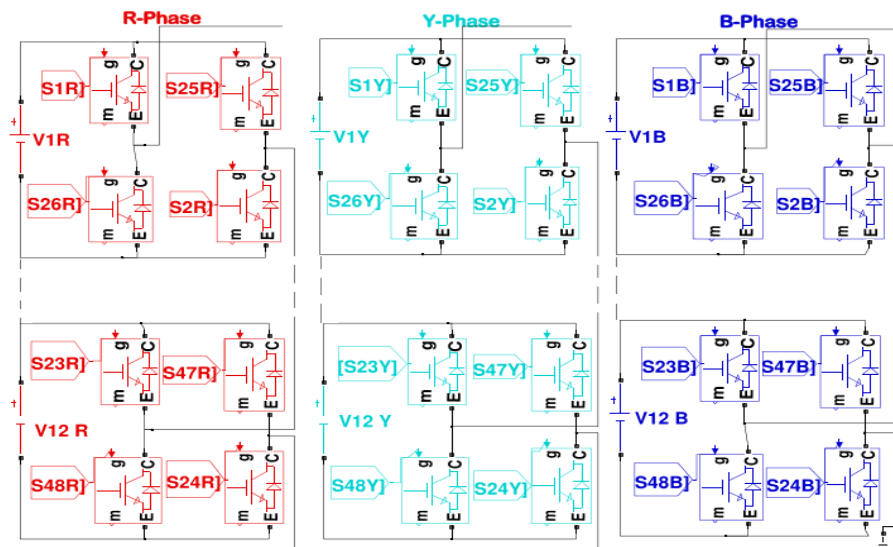 R-Phase Y-Phase B-Phase
g C g C g C g C g C g C
S1R] S25R] S1Y] S25Y] S1B] S25B]
m E m E m E m E m E m E
+ V1R + V1Y + V1B
g C g C g C g C g C g C
S26R] S2R] S26Y] S2Y] S26B] S2B]
m E m E m E m E m E m E
g C g C g C g C g C g C
S23R] S47R] [S23Y] S47Y] S23B] S47B]
m E m E m E m E m E m E
+ V12 R + V12 Y + V12 B
g C g C g C g C g C g C
S48R] S24R] S48Y] S24Y] S48B] S24B]
m E m E m E m E m E m E